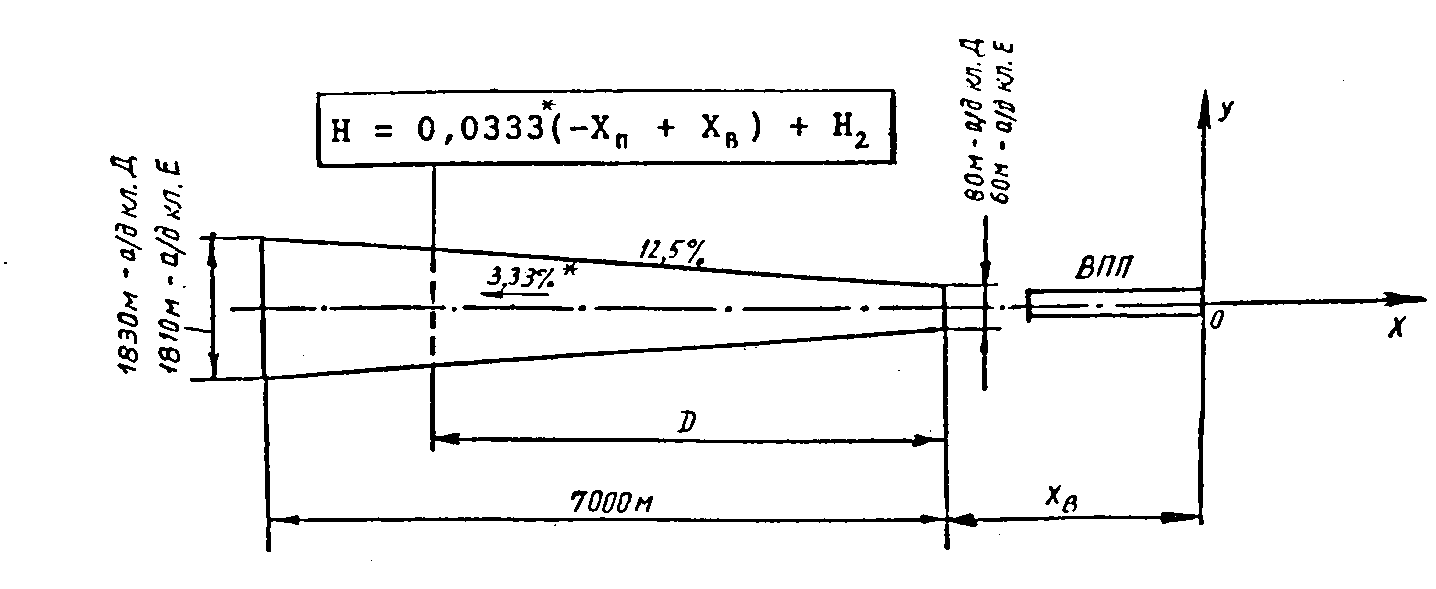 H = 0,0333*(-Xп + Xв) + H2
1830м - а/д кл. Д
1810м - а/д кл. Е
80м - а/д кл. Д
60м - а/д кл. Е
У
12,5%
3,33%*
ВПП
0
X
D
7000м
Xв